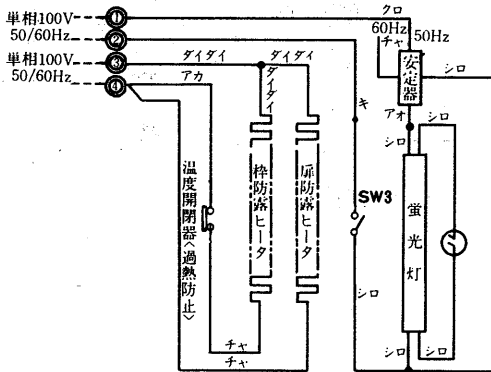 単相100V
50/60Hz
単相100V
50/60Hz
①
②
③
④
クロ
60Hz
チャ
50Hz
安定器
シロ
アオ
シロ
シロ
ダイダイ
ダイダイ
ダイダイ
アカ
キ
温度開閉器〈過熱防止〉
枠防露ヒータ
扉防露ヒータ
SW3
蛍光灯
シロ
シロ
シロ
チャ
チャ